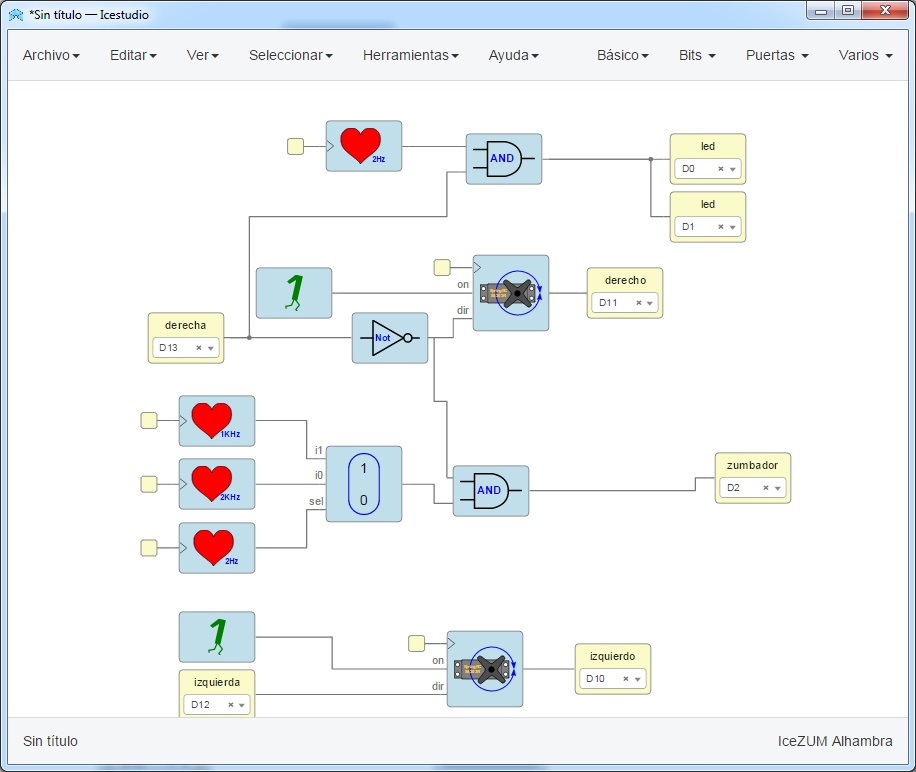 *Sin título — Icestudio
Archivo Editar Ver Seleccionar Herramientas Ayuda Básico Bits Puertas Varios
2Hz
AND
led
D0
led
D1
1
on
dir
derecho
D11
derecha
D13
Not
1KHz
i1
2KHz
i0
1
0
sel
2Hz
AND
zumbador
D2
1
on
dir
izquierdo
D10
izquierda
D12
Sin título
IceZUM Alhambra